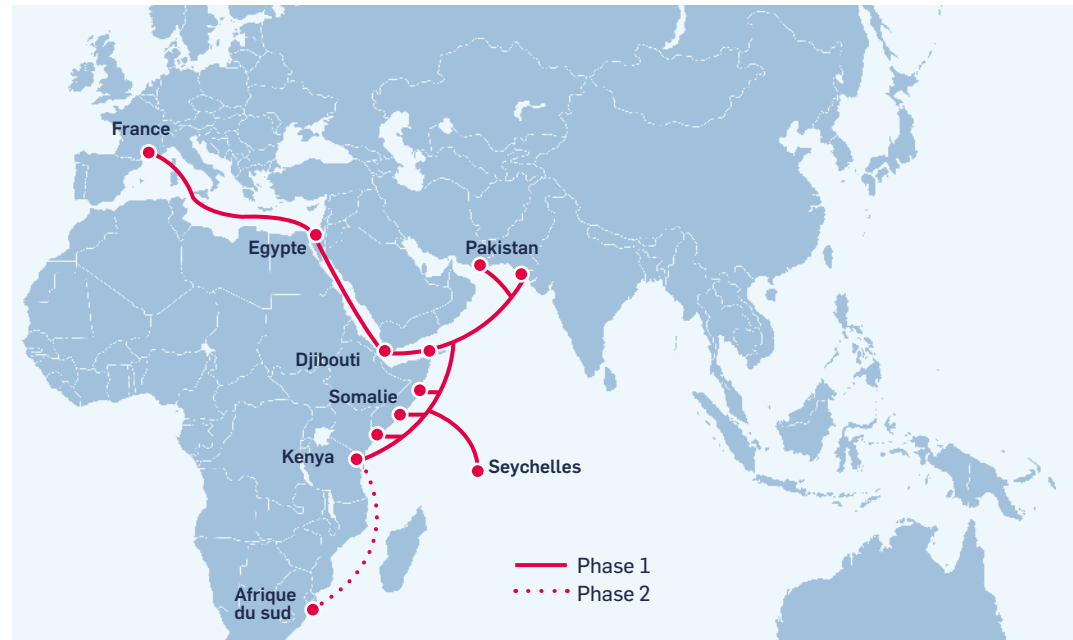 France
Egypte
Pakistan
Djibouti
Somalie
Kenya
Seychelles
Afrique
du sud
Phase 1
Phase 2